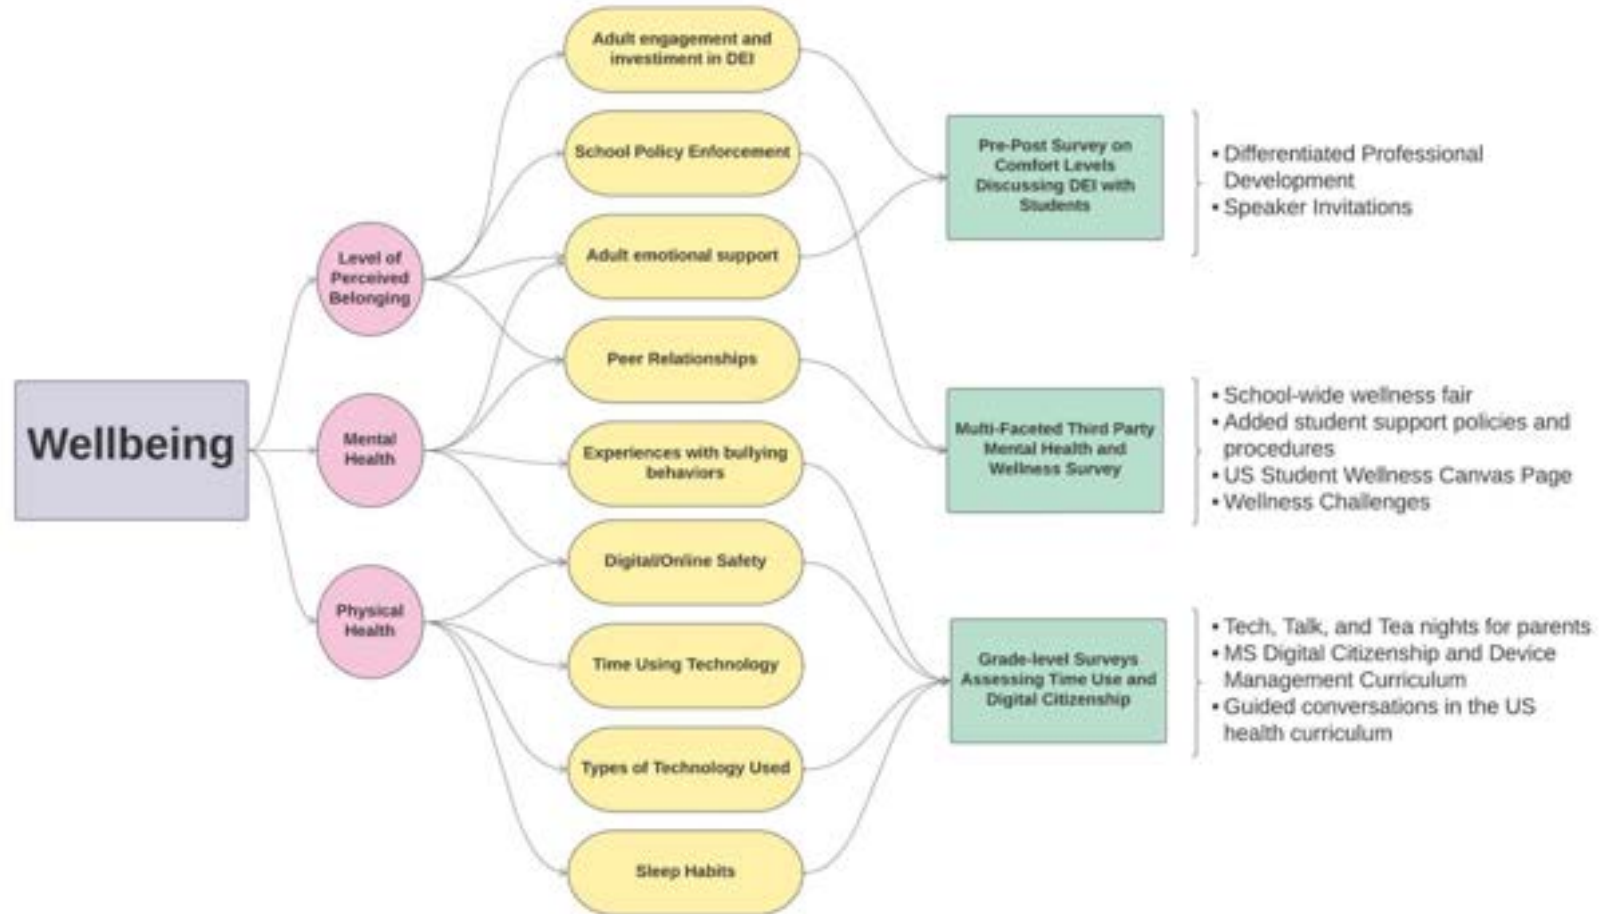 Wellbeing
Level of
Perceived
Belonging
Mental
Health
Physical
Health
Adult engagement and
investiment in DEI
School Policy Enforcement
Adult emotional support
Peer Relationships
Experiences with bullying
behaviors
Digital/Online Safety
Time Using Technology
Types of Technology Used
Sleep Habits
Pre-Post Survey on
Comfort Levels
Discussing DEI with
Students
Multi-Faceted Third Party
Mental Health and
Wellness Survey
Grade-level Surveys
Assessing Time Use and
Digital Citizenship
• Differentiated Professional
Development
• Speaker Invitations
• School-wide wellness fair
• Added student support policies and
procedures
• US Student Wellness Canvas Page
• Wellness Challenges
• Tech, Talk, and Tea nights for parents
• MS Digital Citizenship and Device
Management Curriculum
• Guided conversations in the US
health curriculum